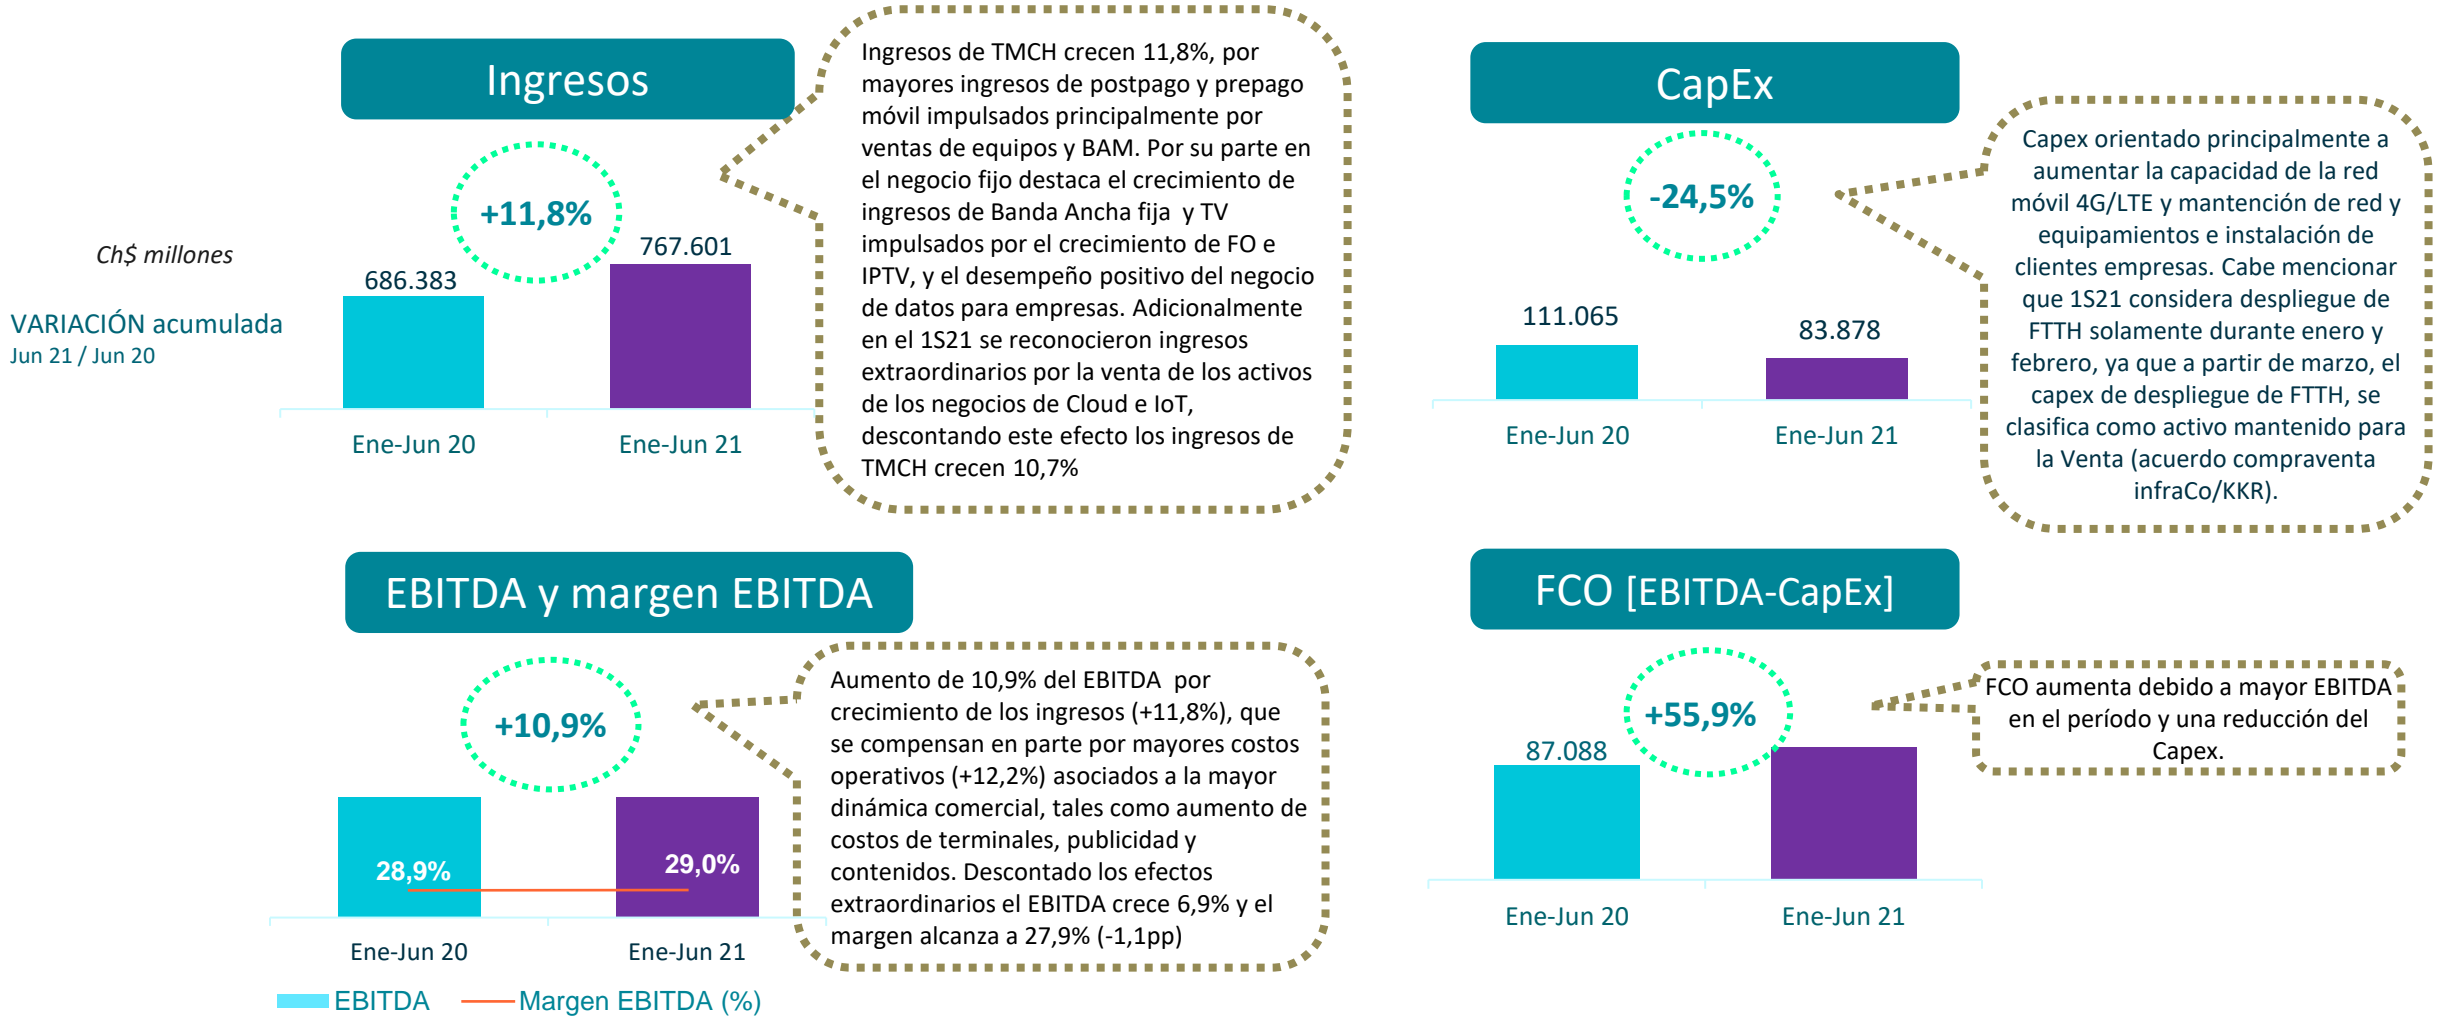 Ingresos
+11,8%
Ch$ millones
VARIACIÓN acumulada
Jun 21 / Jun 20
686.383
767.601
Ene-Jun 20
Ene-Jun 21
Ingresos de TMCH crecen 11,8%, por
mayores ingresos de postpago y prepago
móvil impulsados principalmente por
ventas de equipos y BAM. Por su parte en
el negocio fijo destaca el crecimiento de
ingresos de Banda Ancha fija y TV
impulsados por el crecimiento de FO e
IPTV, y el desempeño positivo del negocio
de datos para empresas. Adicionalmente
en el 1S21 se reconocieron ingresos
extraordinarios por la venta de los activos
de los negocios de Cloud e IoT,
descontando este efecto los ingresos de
TMCH crecen 10,7%
CapEx
-24,5%
111.065
83.878
Ene-Jun 20
Ene-Jun 21
Capex orientado principalmente a
aumentar la capacidad de la red
móvil 4G/LTE y mantención de red y
equipamientos e instalación de
clientes empresas. Cabe mencionar
que 1S21 considera despliegue de
FTTH solamente durante enero y
febrero, ya que a partir de marzo, el
capex de despliegue de FTTH, se
clasifica como activo mantenido para
la Venta (acuerdo compraventa
infraCo/KKR).
EBITDA y margen EBITDA
+10,9%
28,9%
29,0%
Ene-Jun 20
Ene-Jun 21
EBITDA
Margen EBITDA (%)
Aumento de 10,9% del EBITDA por
crecimiento de los ingresos (+11,8%), que
se compensan en parte por mayores costos
operativos (+12,2%) asociados a la mayor
dinámica comercial, tales como aumento de
costos de terminales, publicidad y
contenidos. Descontado los efectos
extraordinarios el EBITDA crece 6,9% y el
margen alcanza a 27,9% (-1,1pp)
FCO [EBITDA-CapEx]
+55,9%
87.088
Ene-Jun 20
Ene-Jun 21
FCO aumenta debido a mayor EBITDA
en el período y una reducción del
Capex.